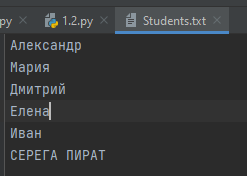 py
1.2.py
Students.txt
Александр
Мария
Дмитрий
Елена
Иван
СЕРЕГА ПИРАТ